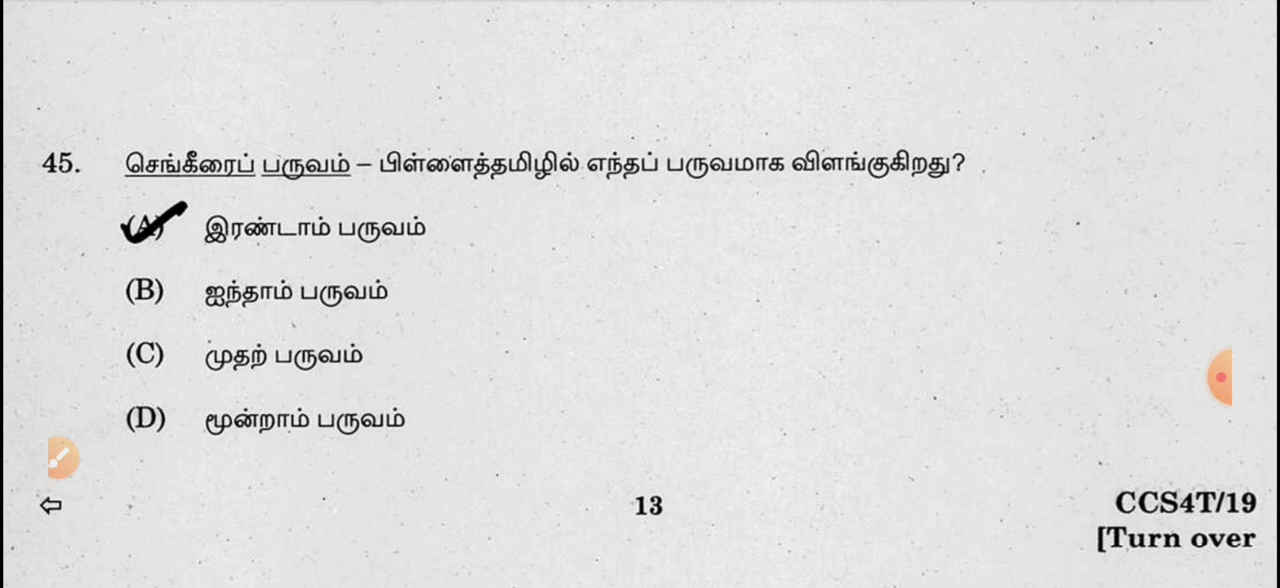 45. செங்கீரைப் பருவம் – பிள்ளைத்தமிழில் எந்தப் பருவமாக விளங்குகிறது?
(A) இரண்டாம் பருவம்
(B) ஐந்தாம் பருவம்
(C) முதற் பருவம்
(D) மூன்றாம் பருவம்
⇦ 13 CCS4T/19
[Turn over